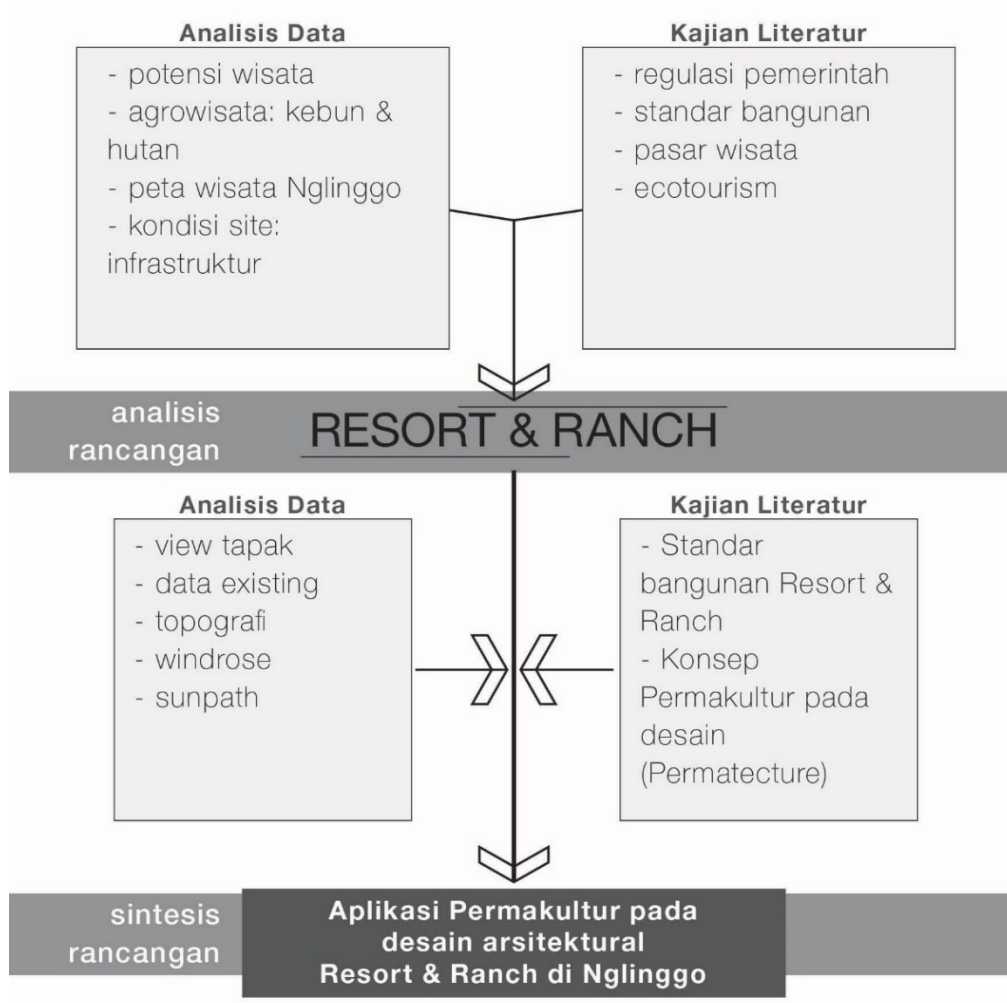 Analisis Data
- potensi wisata
- agrowisata: kebun &
hutan
- peta wisata Nglinggo
- kondisi site:
infrastruktur
Kajian Literatur
- regulasi pemerintah
- standar bangunan
- pasar wisata
- ecotourism
analisis
rancangan
RESORT & RANCH
Analisis Data
- view tapak
- data existing
- topografi
- windrose
- sunpath
Kajian Literatur
- Standar
bangunan Resort &
Ranch
- Konsep
Permakultur pada
desain
(Permatecture)
sintesis
rancangan
Aplikasi Permakultur pada
desain arsitektural
Resort & Ranch di Nglinggo